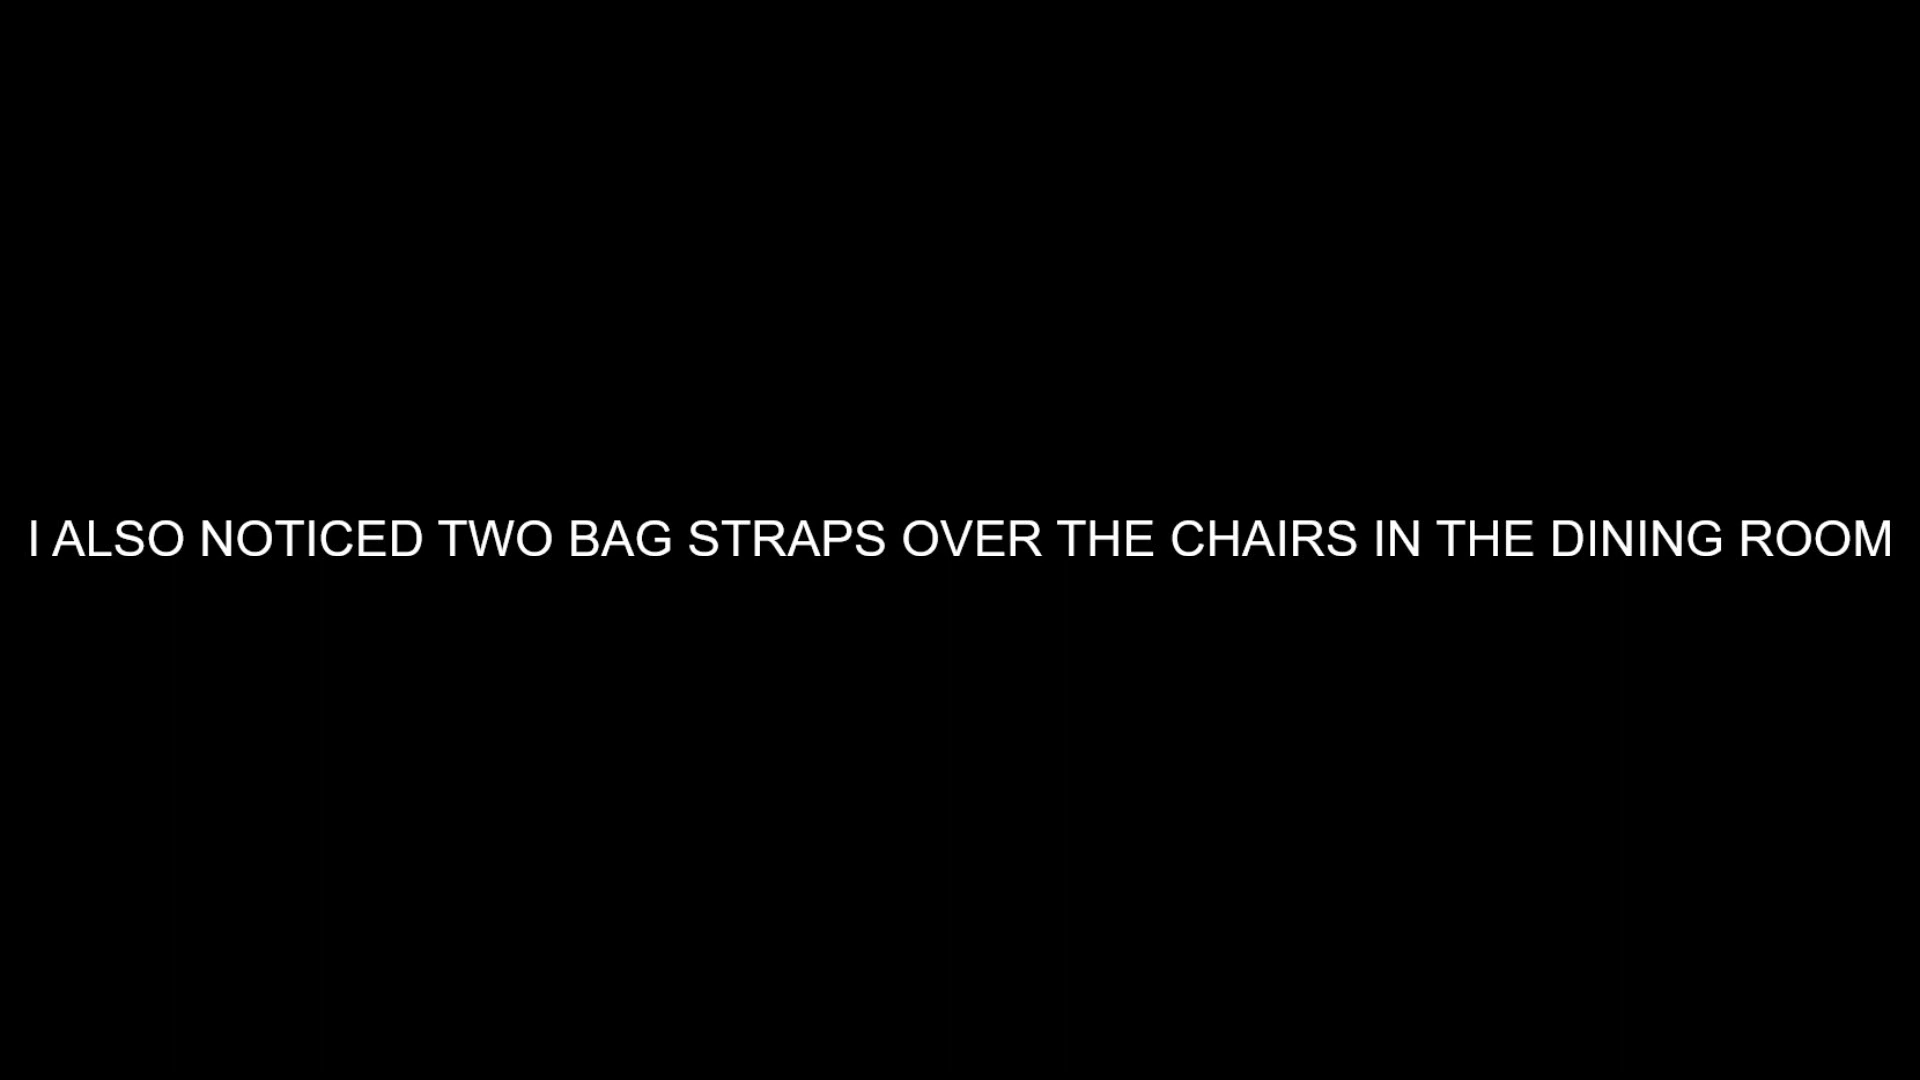 I ALSO NOTICED TWO BAG STRAPS OVER THE CHAIRS IN THE DINING ROOM